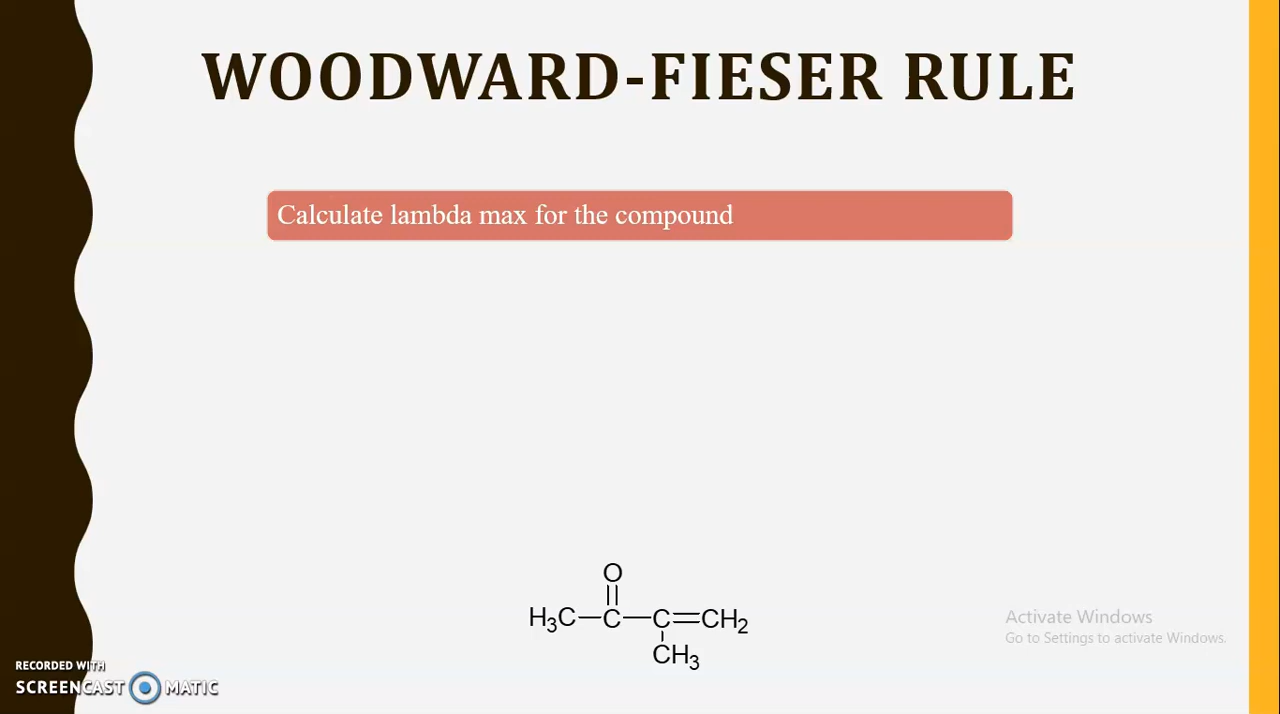 WOODWARD-FIESER RULE
Calculate lambda max for the compound
O
H3C C C CH2
CH3
Activate Windows
Go to Settings to activate Windows.
RECORDED WITH
SCREENCAST MATIC